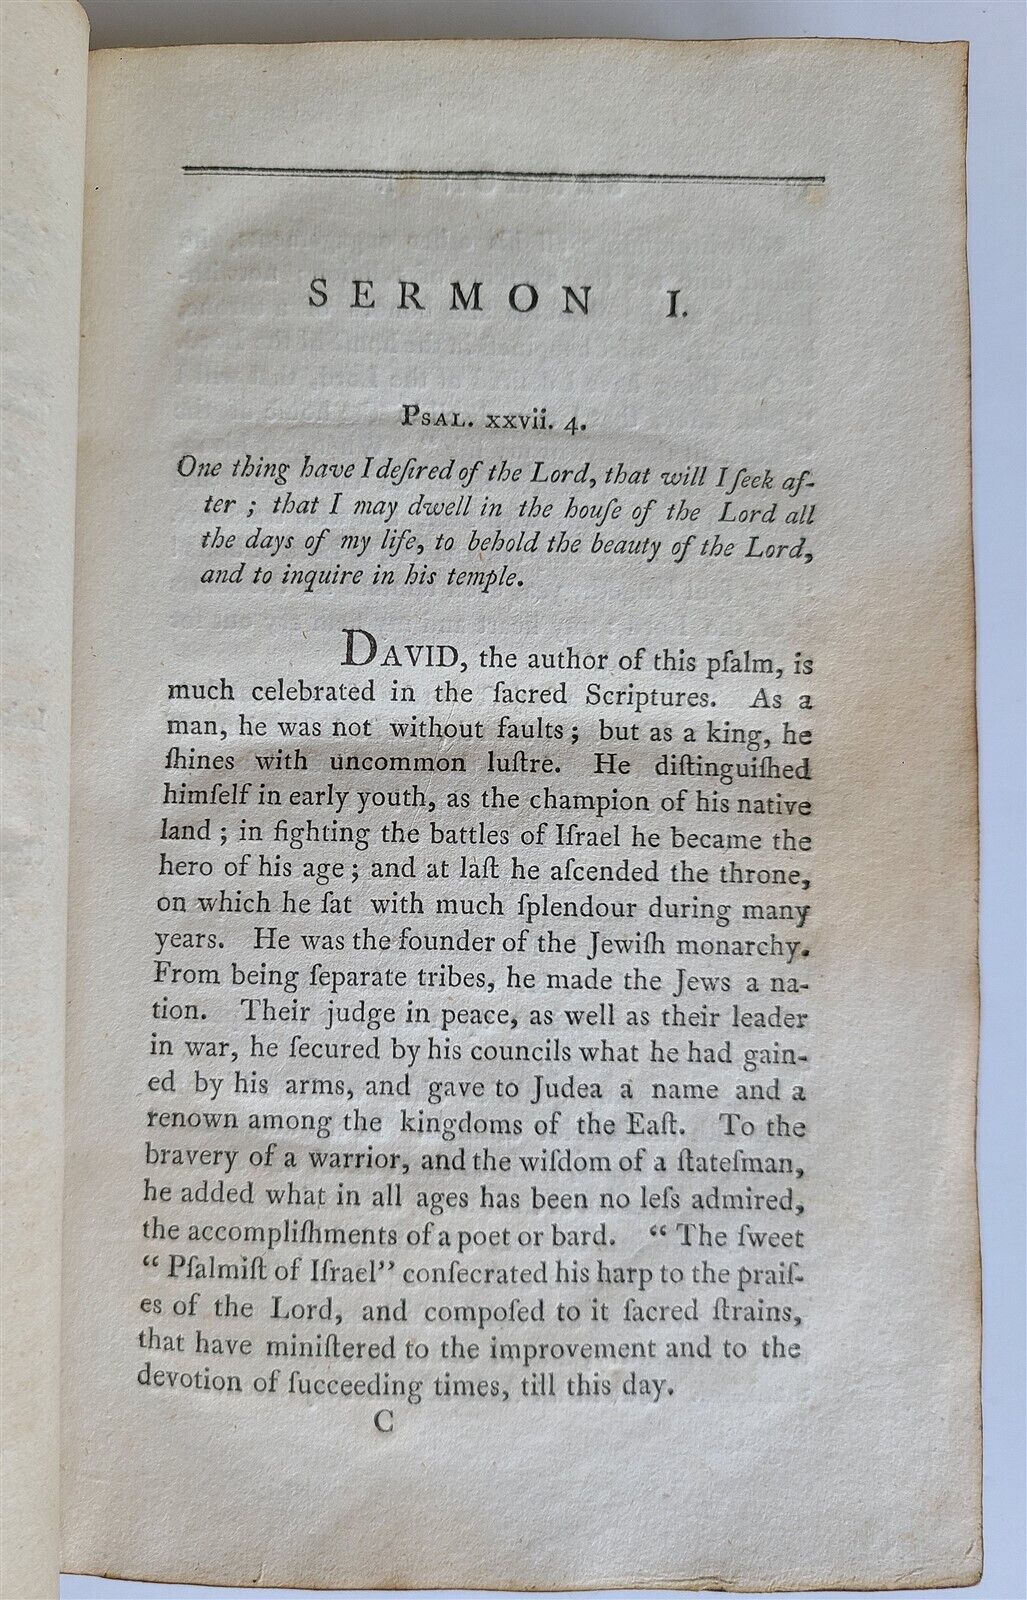 SERMON I.
PSAL. xxvii. 4.
One thing have I deſired of the Lord, that will I ſeek af-
ter ; that I may dwell in the houſe of the Lord all
the days of my life, to behold the beauty of the Lord,
and to inquire in his temple.
DAVID, the author of this pſalm, is
much celebrated in the ſacred Scriptures. As a
man, he was not without faults ; but as a king, he
ſhines with uncommon luſtre. He diſtinguiſhed
himſelf in early youth, as the champion of his native
land ; in fighting the battles of Iſrael he became the
hero of his age ; and at laſt he aſcended the throne,
on which he ſat with much ſplendour during many
years. He was the founder of the Jewiſh monarchy.
From being ſeparate tribes, he made the Jews a na-
tion. Their judge in peace, as well as their leader
in war, he ſecured by his councils what he had gain-
ed by his arms, and gave to Judea a name and a
renown among the kingdoms of the Eaſt. To the
bravery of a warrior, and the wiſdom of a ſtateſman,
he added what in all ages has been no leſs admired,
the accompliſhments of a poet or bard. “ The ſweet
“ Pſalmiſt of Iſrael” conſecrated his harp to the praiſ-
es of the Lord, and compoſed to it ſacred ſtrains,
that have miniſtered to the improvement and to the
devotion of ſucceeding times, till this day.
C